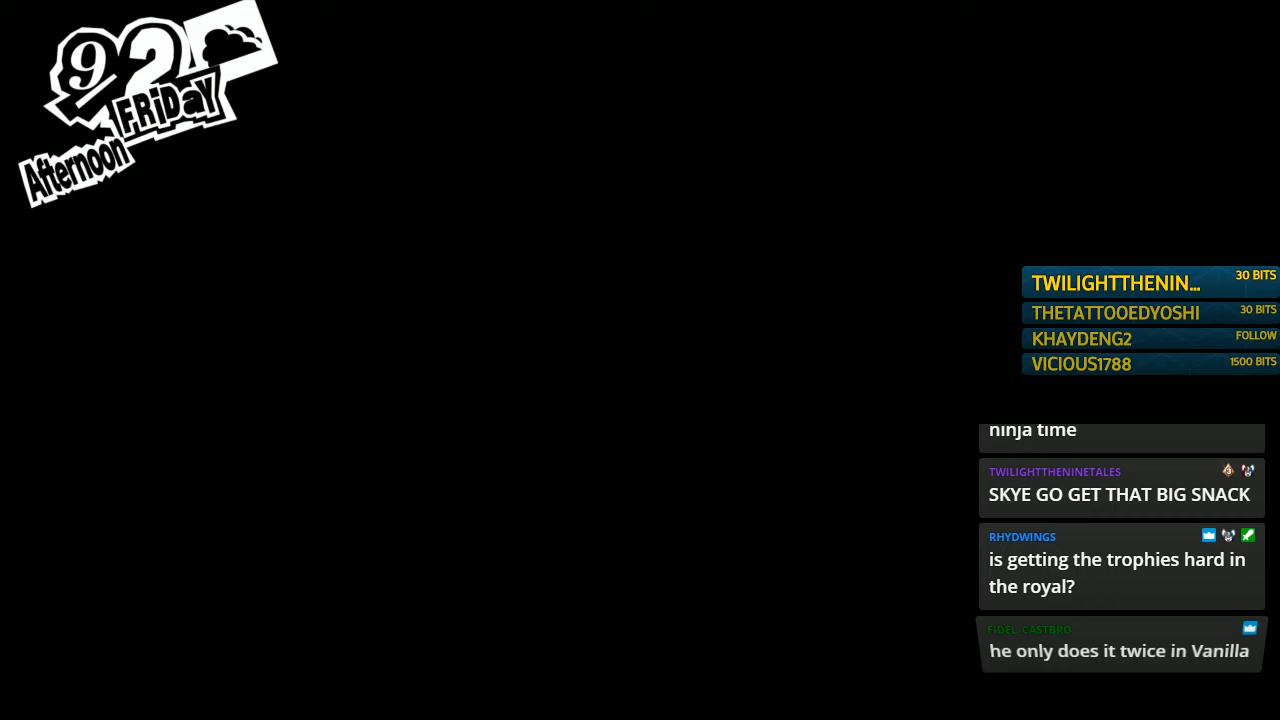 9/2
FRiDaY
Afternoon
TWILIGHTTHENIN... 30 BITS
THETATTOOEDYOSHI 30 BITS
KHAYDENG2 FOLLOW
VICIOUS1788 1500 BITS
ninja time
TWILIGHTTHENINETALES
SKYE GO GET THAT BIG SNACK
RHYDWINGS
is getting the trophies hard in
the royal?
FIDEL_CASTBRO
he only does it twice in Vanilla